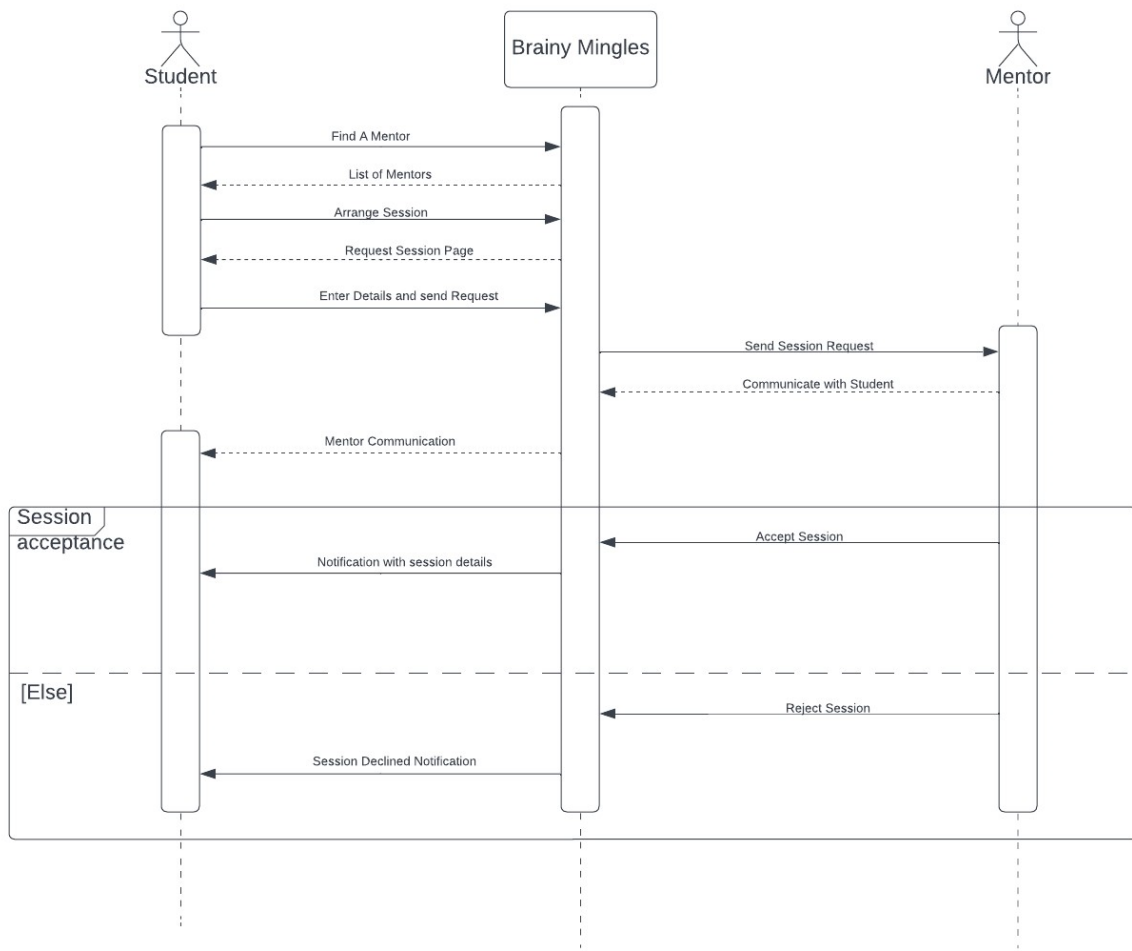 Student
Brainy Mingles
Mentor
Find A Mentor
List of Mentors
Arrange Session
Request Session Page
Enter Details and send Request
Send Session Request
Communicate with Student
Mentor Communication
Session
acceptance
Accept Session
Notification with session details
[Else]
Reject Session
Session Declined Notification